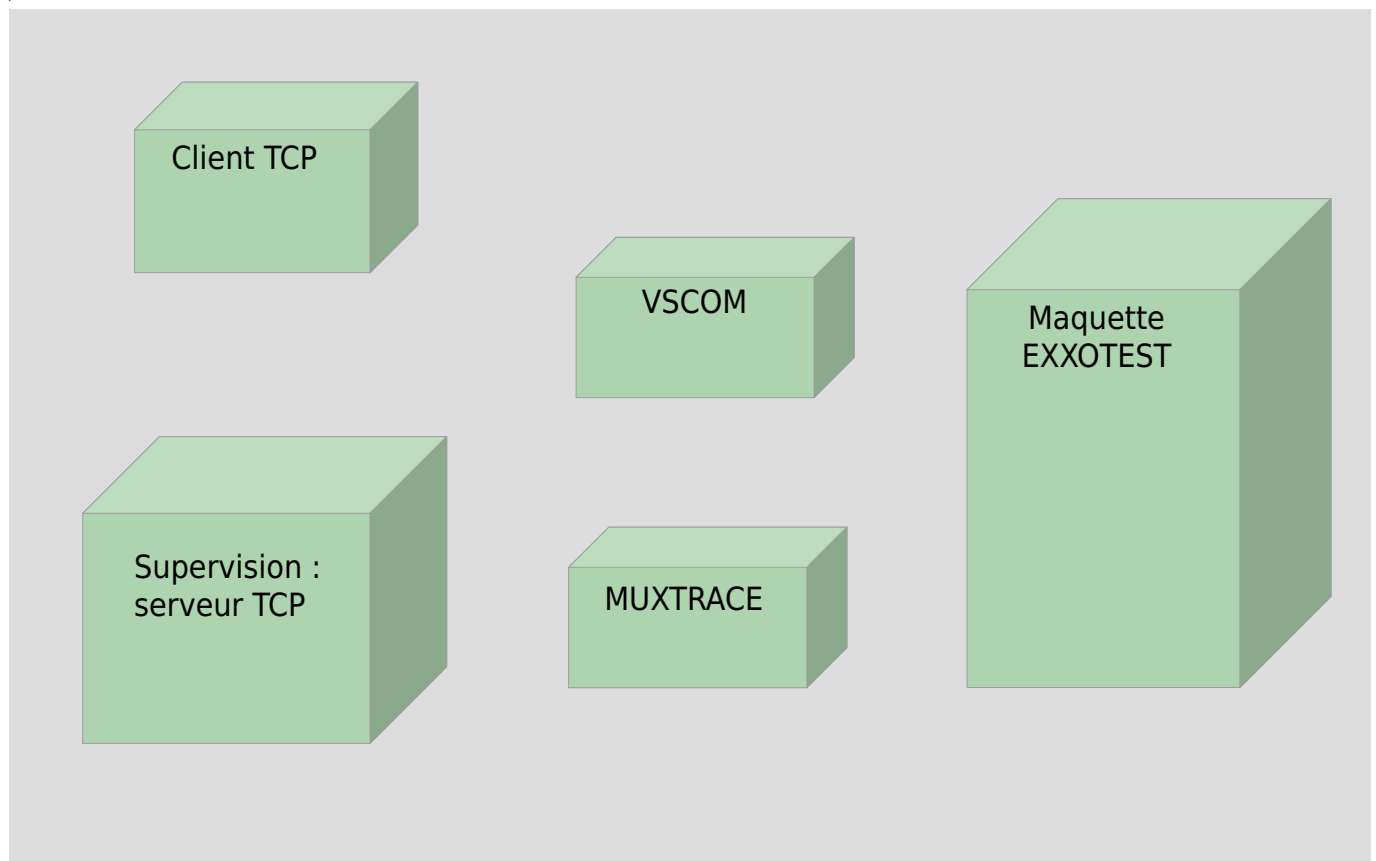 Client TCP
VSCOM
Maquette
EXXOTEST
Supervision :
serveur TCP
MUXTRACE